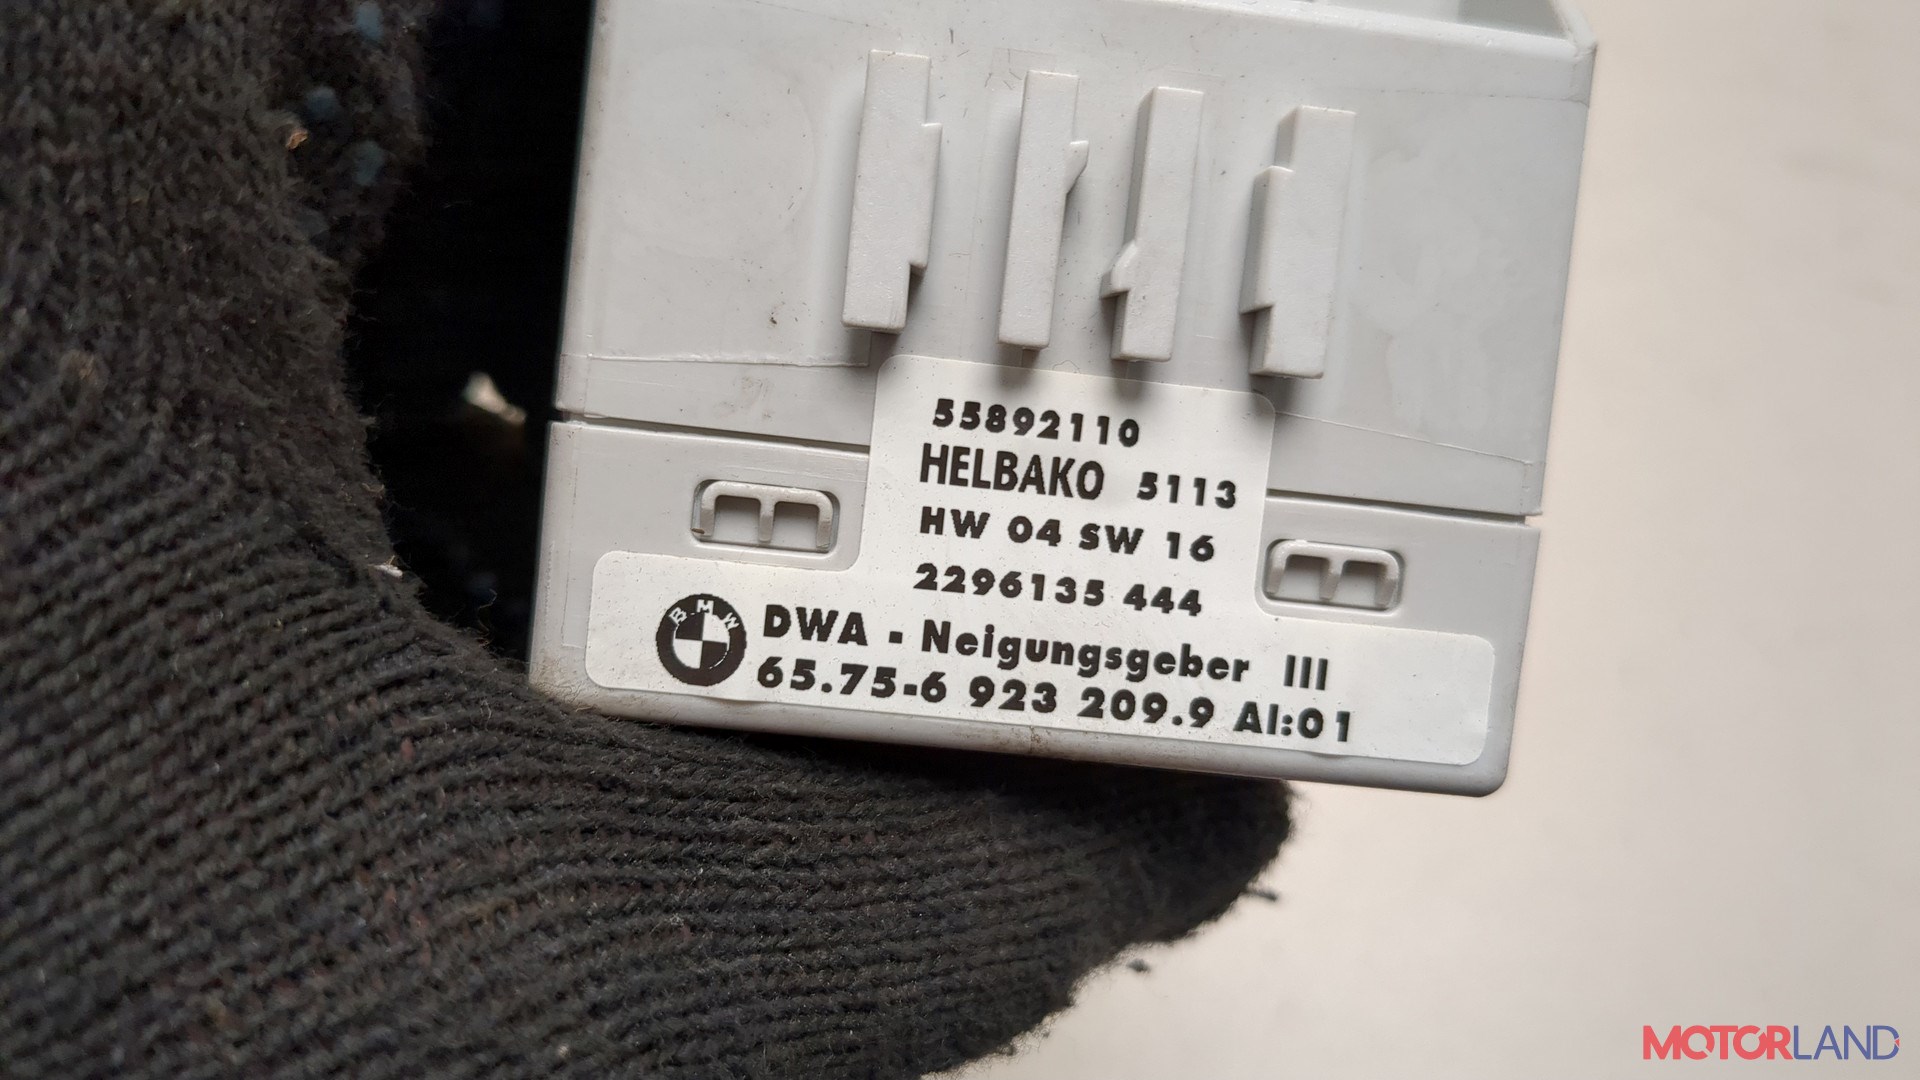 55892110
HELBAKO 5113
HW 04 SW 16
2296135 444
BMW
DWA - Neigungsgeber III
65.75-6 923 209.9 AI:01
MOTORLAND